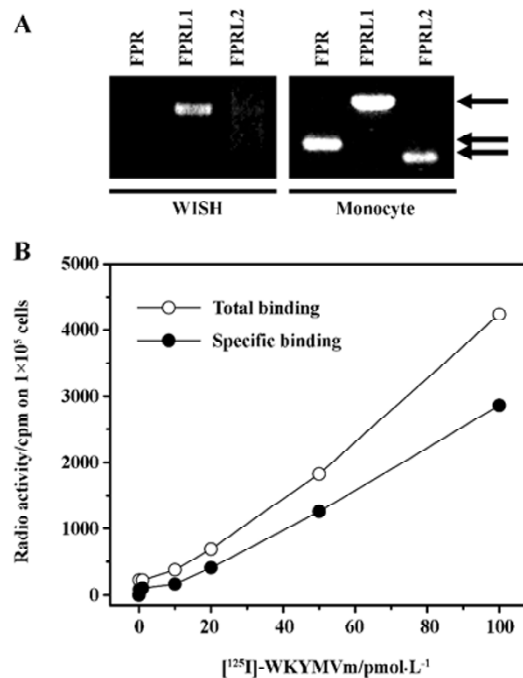 A
FPR
FPRL1
FPRL2
FPR
FPRL1
FPRL2
WISH
Monocyte
B
5000
4000
3000
2000
1000
0
Total binding
Specific binding
Radio activity/cpm on 1×10⁵ cells
0 20 40 60 80 100
[¹²⁵I]-WKYMVm/pmol·L⁻¹